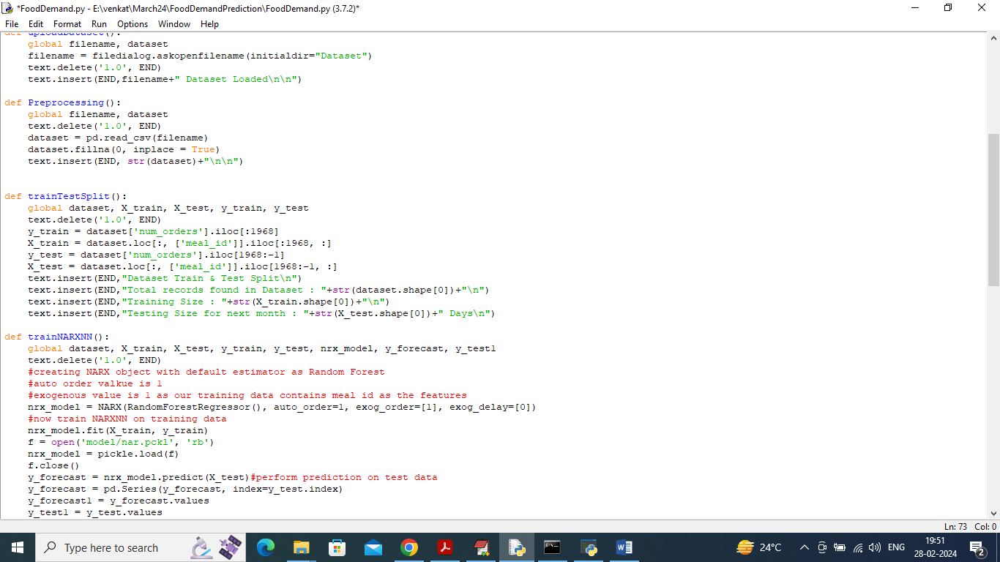 *FoodDemand.py - E:\venkat\March24\FoodDemandPrediction\FoodDemand.py (3.7.2)*
File Edit Format Run Options Window Help
def uploadDataset():
    global filename, dataset
    filename = filedialog.askopenfilename(initialdir="Dataset")
    text.delete('1.0', END)
    text.insert(END,filename+" Dataset Loaded\n\n")

def Preprocessing():
    global filename, dataset
    text.delete('1.0', END)
    dataset = pd.read_csv(filename)
    dataset.fillna(0, inplace = True)
    text.insert(END, str(dataset)+"\n\n")


def trainTestSplit():
    global dataset, X_train, X_test, y_train, y_test
    text.delete('1.0', END)
    y_train = dataset['num_orders'].iloc[:1968]
    X_train = dataset.loc[:, ['meal_id']].iloc[:1968, :]
    y_test = dataset['num_orders'].iloc[1968:-1]
    X_test = dataset.loc[:, ['meal_id']].iloc[1968:-1, :]
    text.insert(END,"Dataset Train & Test Split\n")
    text.insert(END,"Total records found in Dataset : "+str(dataset.shape[0])+"\n")
    text.insert(END,"Training Size : "+str(X_train.shape[0])+"\n")
    text.insert(END,"Testing Size for next month : "+str(X_test.shape[0])+" Days\n")

def trainNARXNN():
    global dataset, X_train, X_test, y_train, y_test, nrx_model, y_forecast, y_test1
    text.delete('1.0', END)
    #creating NARX object with default estimator as Random Forest
    #auto order valkue is 1
    #exogenous value is 1 as our training data contains meal id as the features
    nrx_model = NARX(RandomForestRegressor(), auto_order=1, exog_order=[1], exog_delay=[0])
    #now train NARXNN on training data
    nrx_model.fit(X_train, y_train)
    f = open('model/nar.pckl', 'rb')
    nrx_model = pickle.load(f)
    f.close()
    y_forecast = nrx_model.predict(X_test)#perform prediction on test data
    y_forecast = pd.Series(y_forecast, index=y_test.index)
    y_forecast1 = y_forecast.values
    y_test1 = y_test.values
Ln: 73 Col: 0
Type here to search
24°C
ENG
19:51
28-02-2024
2